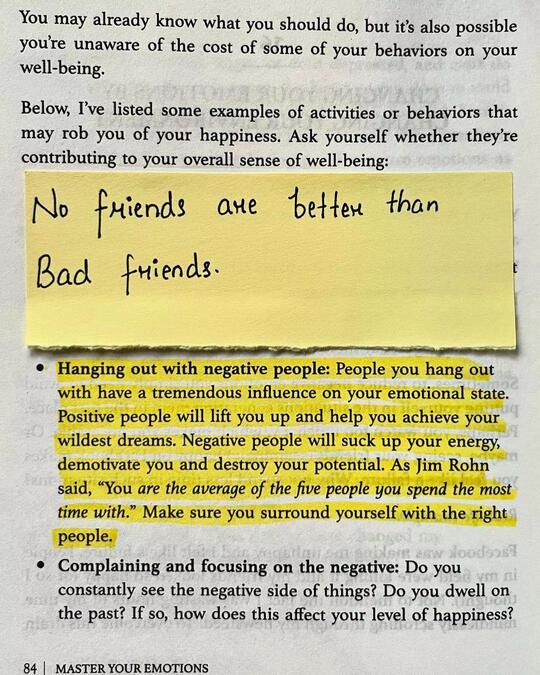 You may already know what you should do, but it's also possible
you're unaware of the cost of some of your behaviors on your
well-being.
Below, I've listed some examples of activities or behaviors that
may rob you of your happiness. Ask yourself whether they're
contributing to your overall sense of well-being:
No friends are better than
Bad friends.
t
• Hanging out with negative people: People you hang out
with have a tremendous influence on your emotional state.
Positive people will lift you up and help you achieve your
wildest dreams. Negative people will suck up your energy,
demotivate you and destroy your potential. As Jim Rohn
said, “You are the average of the five people you spend the most
time with.” Make sure you surround yourself with the right
people.
• Complaining and focusing on the negative: Do you
constantly see the negative side of things? Do you dwell on
the past? If so, how does this affect your level of happiness?
84 | MASTER YOUR EMOTIONS